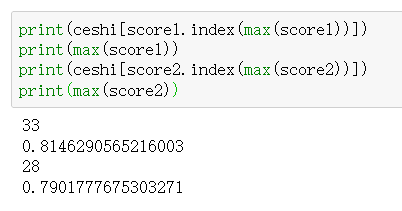 print(ceshi[score1.index(max(score1))])
print(max(score1))
print(ceshi[score2.index(max(score2))])
print(max(score2))
33
0.8146290565216003
28
0.7901777675303271